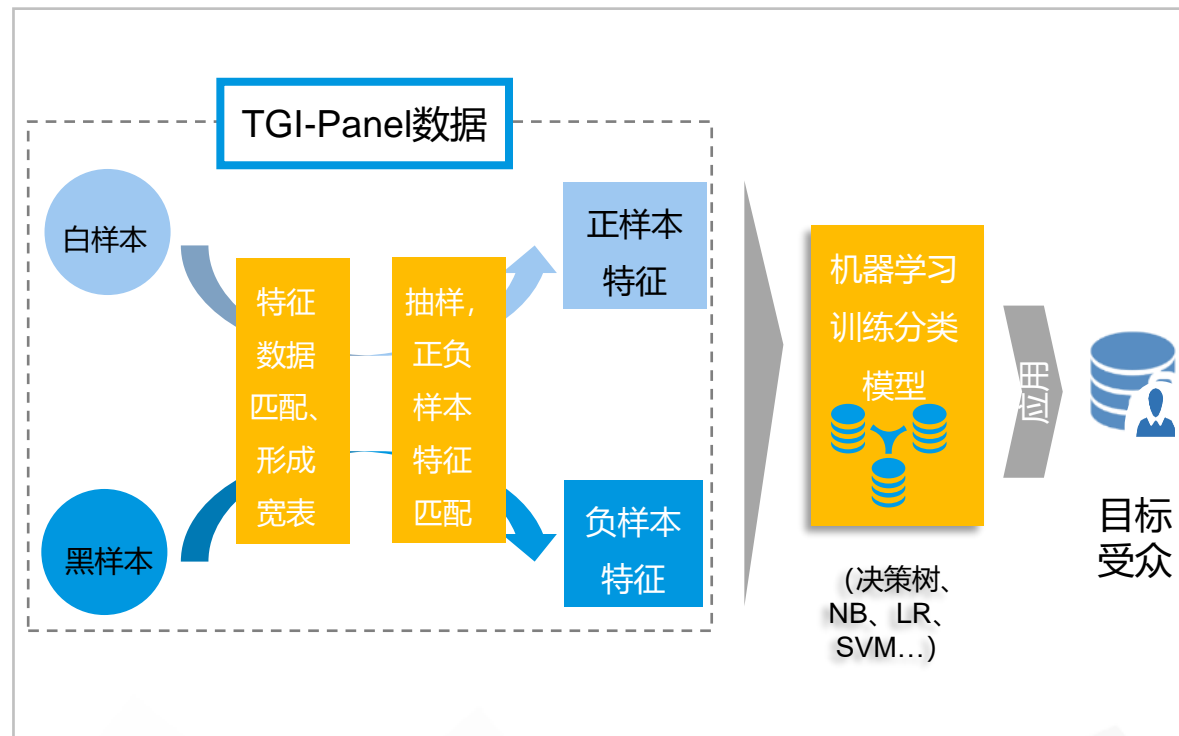 TGI-Panel数据
白样本
黑样本
特征
数据
匹配、
形成
宽表
抽样，
正负
样本
特征
匹配
正样本
特征
负样本
特征
机器学习
训练分类
模型
（决策树、
NB、LR、
SVM…）
应用
目标
受众